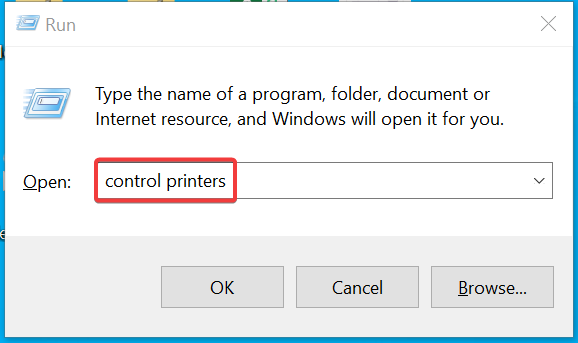 Run
Type the name of a program, folder, document or
Internet resource, and Windows will open it for you.
Open: control printers
OK Cancel Browse...